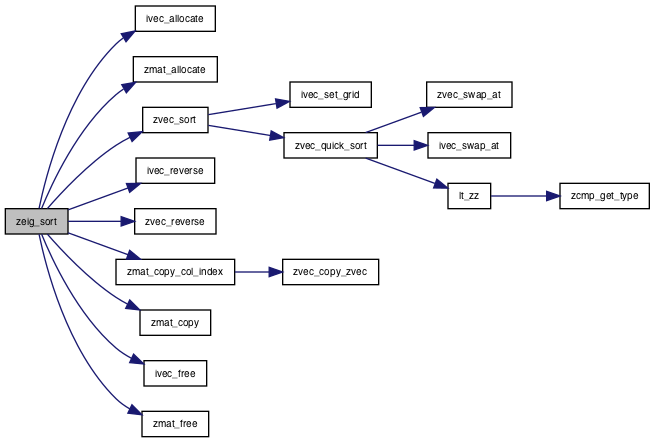 zeig_sort
ivec_allocate
zmat_allocate
zvec_sort
ivec_reverse
zvec_reverse
zmat_copy_col_index
zmat_copy
ivec_free
zmat_free
ivec_set_grid
zvec_quick_sort
zvec_copy_zvec
zvec_swap_at
ivec_swap_at
lt_zz
zcmp_get_type